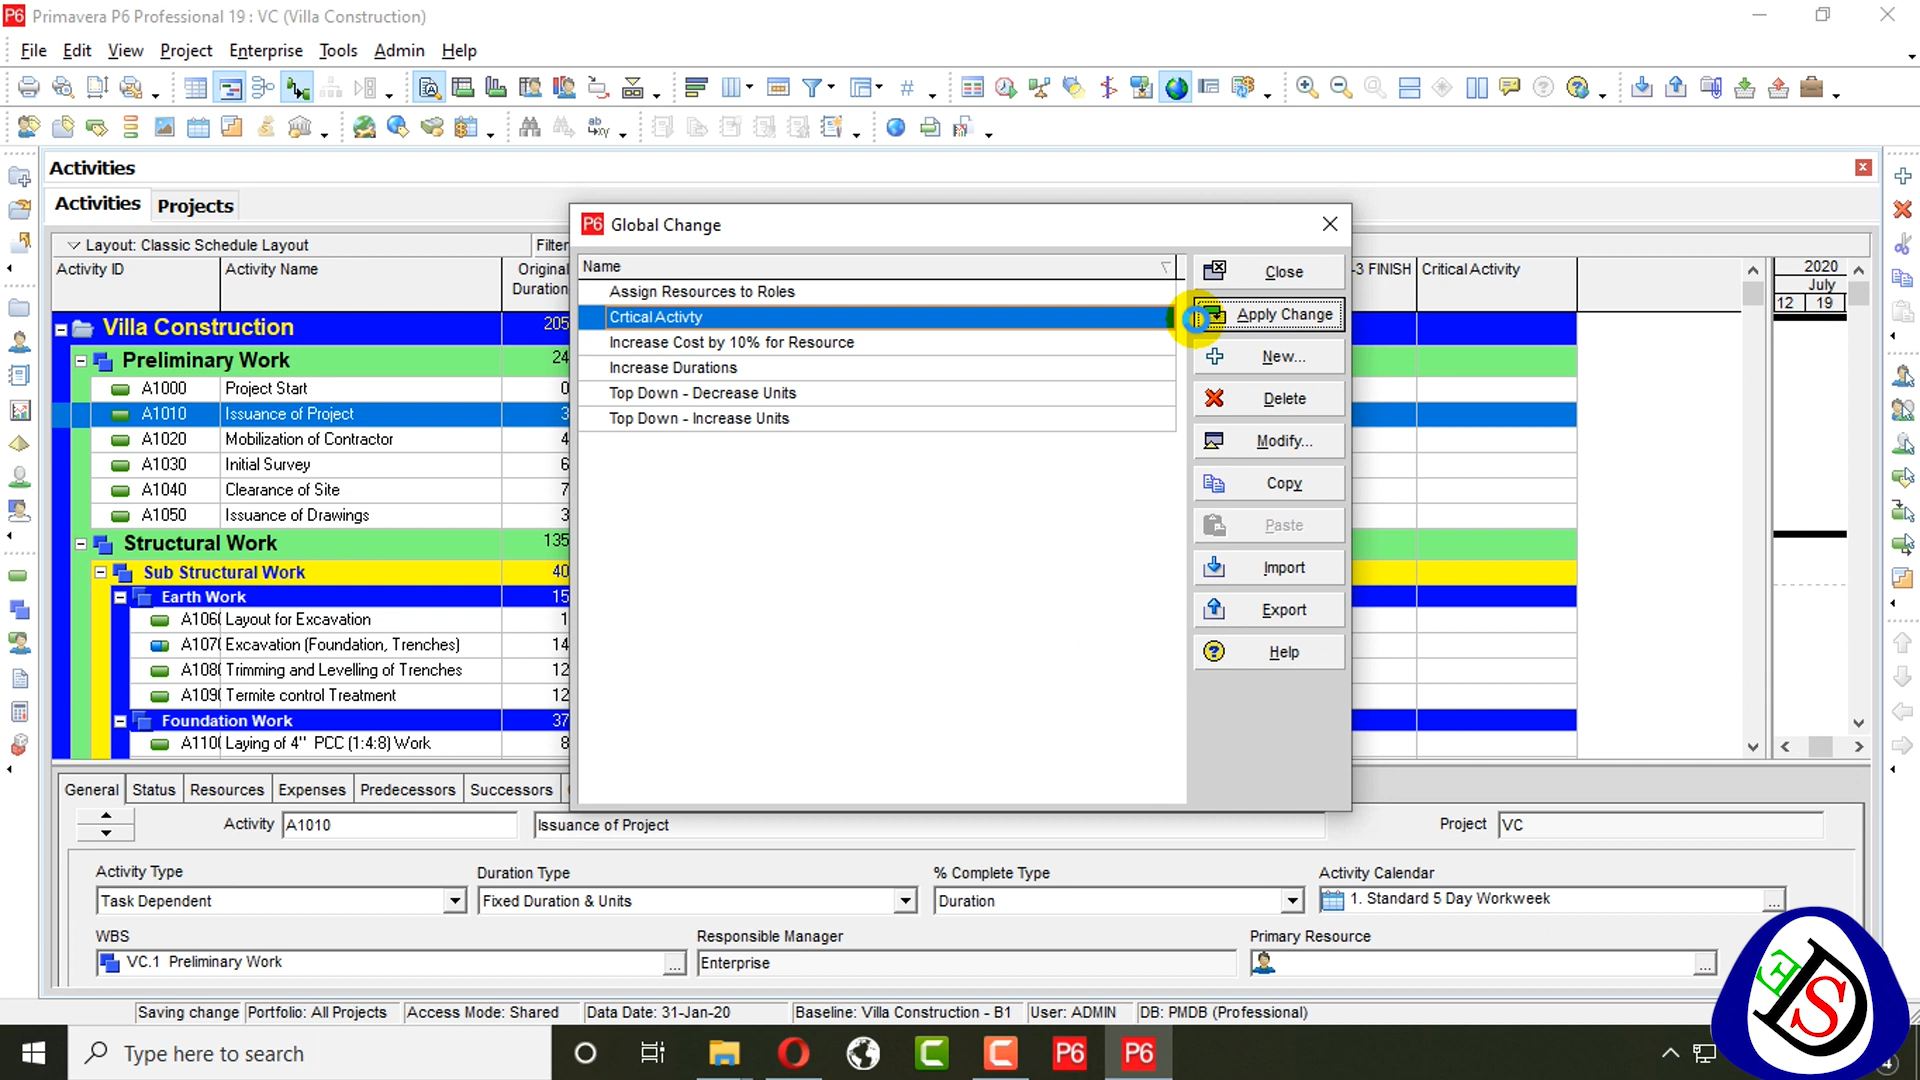 P6 Primavera P6 Professional 19 : VC (Villa Construction)
File Edit View Project Enterprise Tools Admin Help
Activities
Activities Projects
Layout: Classic Schedule Layout Filter
Activity ID Activity Name Original Duration -3 FINISH Critical Activity
2020
July
12 19
Villa Construction 205
Preliminary Work 24
A1000 Project Start 0
A1010 Issuance of Project 3
A1020 Mobilization of Contractor 4
A1030 Initial Survey 6
A1040 Clearance of Site 7
A1050 Issuance of Drawings 3
Structural Work 135
Sub Structural Work 40
Earth Work 15
A106 Layout for Excavation 1
A107 Excavation (Foundation, Trenches) 14
A108 Trimming and Levelling of Trenches 12
A109 Termite control Treatment 12
Foundation Work 37
A110 Laying of 4" PCC (1:4:8) Work 8
P6 Global Change
Name
Assign Resources to Roles
Crtical Activty
Increase Cost by 10% for Resource
Increase Durations
Top Down - Decrease Units
Top Down - Increase Units
Close
Apply Change
New...
Delete
Modify...
Copy
Paste
Import
Export
Help
General Status Resources Expenses Predecessors Successors
Activity A1010 Issuance of Project Project VC
Activity Type Duration Type % Complete Type Activity Calendar
Task Dependent Fixed Duration & Units Duration 1. Standard 5 Day Workweek
WBS Responsible Manager Primary Resource
VC.1 Preliminary Work Enterprise
Saving change Portfolio: All Projects Access Mode: Shared Data Date: 31-Jan-20 Baseline: Villa Construction - B1 User: ADMIN DB: PMDB (Professional)
Type here to search
P6 P6